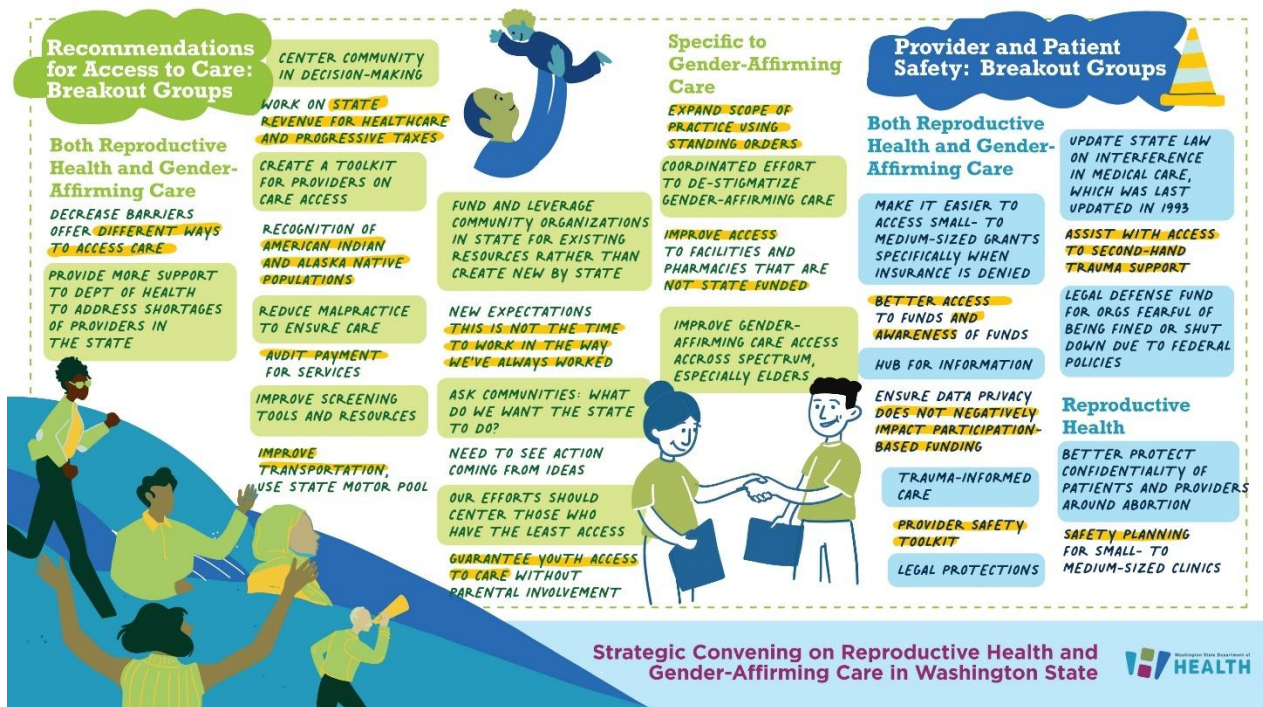 Recommendations
for Access to Care:
Breakout Groups
Both Reproductive
Health and Gender-
Affirming Care
DECREASE BARRIERS
OFFER DIFFERENT WAYS
TO ACCESS CARE
PROVIDE MORE SUPPORT
TO DEPT OF HEALTH
TO ADDRESS SHORTAGES
OF PROVIDERS IN
THE STATE
CENTER COMMUNITY
IN DECISION-MAKING
WORK ON STATE
REVENUE FOR HEALTHCARE
AND PROGRESSIVE TAXES
CREATE A TOOLKIT
FOR PROVIDERS ON
CARE ACCESS
RECOGNITION OF
AMERICAN INDIAN
AND ALASKA NATIVE
POPULATIONS
REDUCE MALPRACTICE
TO ENSURE CARE
AUDIT PAYMENT
FOR SERVICES
IMPROVE SCREENING
TOOLS AND RESOURCES
IMPROVE
TRANSPORTATION,
USE STATE MOTOR POOL
FUND AND LEVERAGE
COMMUNITY ORGANIZATIONS
IN STATE FOR EXISTING
RESOURCES RATHER THAN
CREATE NEW BY STATE
NEW EXPECTATIONS
THIS IS NOT THE TIME
TO WORK IN THE WAY
WE'VE ALWAYS WORKED
ASK COMMUNITIES: WHAT
DO WE WANT THE STATE
TO DO?
NEED TO SEE ACTION
COMING FROM IDEAS
OUR EFFORTS SHOULD
CENTER THOSE WHO
HAVE THE LEAST ACCESS
GUARANTEE YOUTH ACCESS
TO CARE WITHOUT
PARENTAL INVOLVEMENT
Specific to
Gender-Affirming
Care
EXPAND SCOPE OF
PRACTICE USING
STANDING ORDERS
COORDINATED EFFORT
TO DE-STIGMATIZE
GENDER-AFFIRMING CARE
IMPROVE ACCESS
TO FACILITIES AND
PHARMACIES THAT ARE
NOT STATE FUNDED
IMPROVE GENDER-
AFFIRMING CARE ACCESS
ACCROSS SPECTRUM,
ESPECIALLY ELDERS
Provider and Patient
Safety: Breakout Groups
Both Reproductive
Health and Gender-
Affirming Care
MAKE IT EASIER TO
ACCESS SMALL- TO
MEDIUM-SIZED GRANTS
SPECIFICALLY WHEN
INSURANCE IS DENIED
BETTER ACCESS
TO FUNDS AND
AWARENESS OF FUNDS
HUB FOR INFORMATION
ENSURE DATA PRIVACY
DOES NOT NEGATIVELY
IMPACT PARTICIPATION-
BASED FUNDING
TRAUMA-INFORMED
CARE
PROVIDER SAFETY
TOOLKIT
LEGAL PROTECTIONS
UPDATE STATE LAW
ON INTERFERENCE
IN MEDICAL CARE,
WHICH WAS LAST
UPDATED IN 1993
ASSIST WITH ACCESS
TO SECOND-HAND
TRAUMA SUPPORT
LEGAL DEFENSE FUND
FOR ORGS FEARFUL OF
BEING FINED OR SHUT
DOWN DUE TO FEDERAL
POLICIES
Reproductive
Health
BETTER PROTECT
CONFIDENTIALITY OF
PATIENTS AND PROVIDERS
AROUND ABORTION
SAFETY PLANNING
FOR SMALL- TO
MEDIUM-SIZED CLINICS
Strategic Convening on Reproductive Health and
Gender-Affirming Care in Washington State
Washington State Department of
HEALTH